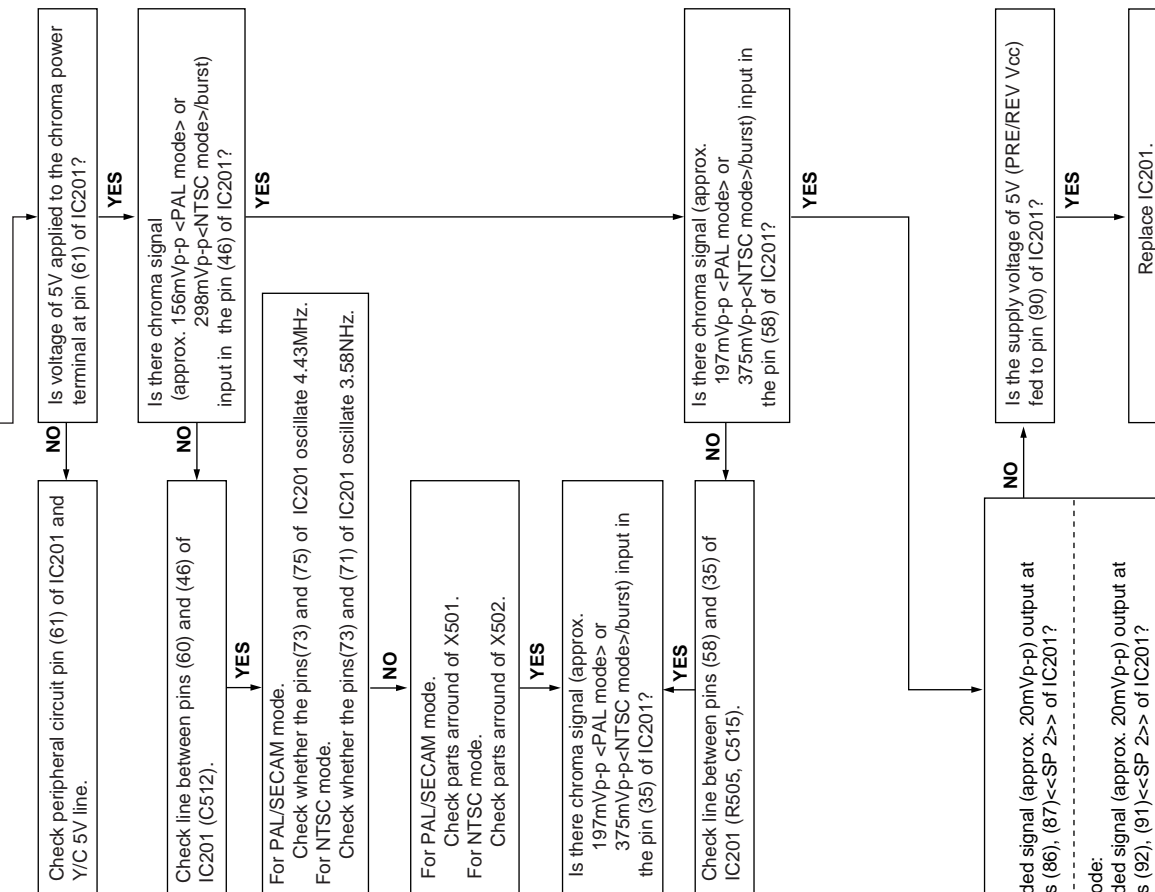 Is voltage of 5V applied to the chroma power
terminal at pin (61) of IC201?
NO
YES
Check peripheral circuit pin (61) of IC201 and
Y/C 5V line.
Is there chroma signal
(approx. 156mVp-p <PAL mode> or
298mVp-p<NTSC mode>/burst)
input in the pin (46) of IC201?
NO
YES
Check line between pins (60) and (46) of
IC201 (C512).
YES
For PAL/SECAM mode.
Check whether the pins(73) and (75) of IC201 oscillate 4.43MHz.
For NTSC mode.
Check whether the pins(73) and (71) of IC201 oscillate 3.58NHz.
NO
For PAL/SECAM mode.
Check parts arround of X501.
For NTSC mode.
Check parts arround of X502.
YES
Is there chroma signal (approx.
197mVp-p <PAL mode> or
375mVp-p<NTSC mode>/burst) input in
the pin (35) of IC201?
YES
Check line between pins (58) and (35) of
IC201 (R505, C515).
Is there chroma signal (approx.
197mVp-p <PAL mode> or
375mVp-p<NTSC mode>/burst) input in
the pin (58) of IC201?
NO
YES
ded signal (approx. 20mVp-p) output at
s (86), (87)<<SP 2>> of IC201?
ode:
ded signal (approx. 20mVp-p) output at
s (92), (91)<<SP 2>> of IC201?
NO
Is the supply voltage of 5V (PRE/REV Vcc)
fed to pin (90) of IC201?
YES
Replace IC201.